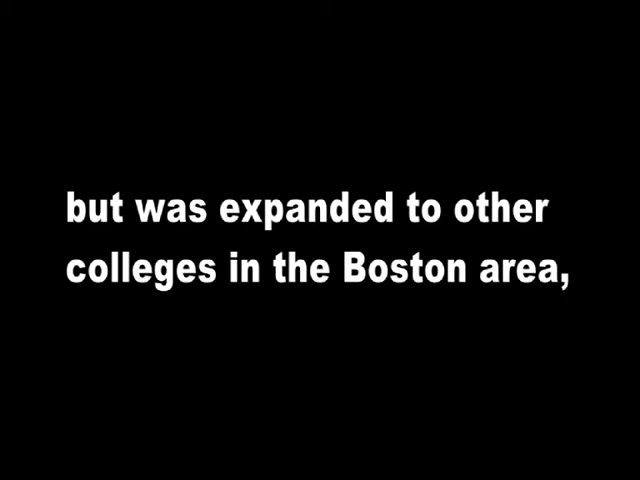 but was expanded to other
colleges in the Boston area,